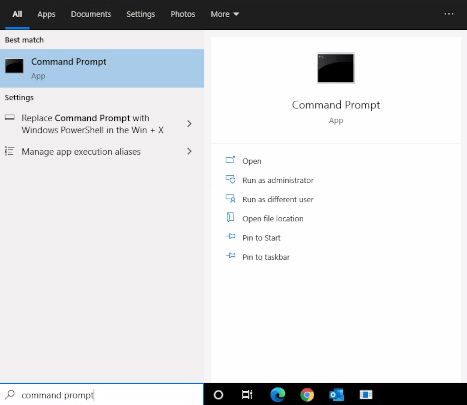 All Apps Documents Settings Photos More
Best match
Command Prompt
App
Settings
Replace Command Prompt with
Windows PowerShell in the Win + X
Manage app execution aliases
Command Prompt
App
Open
Run as administrator
Run as different user
Open file location
Pin to Start
Pin to taskbar
command prompt